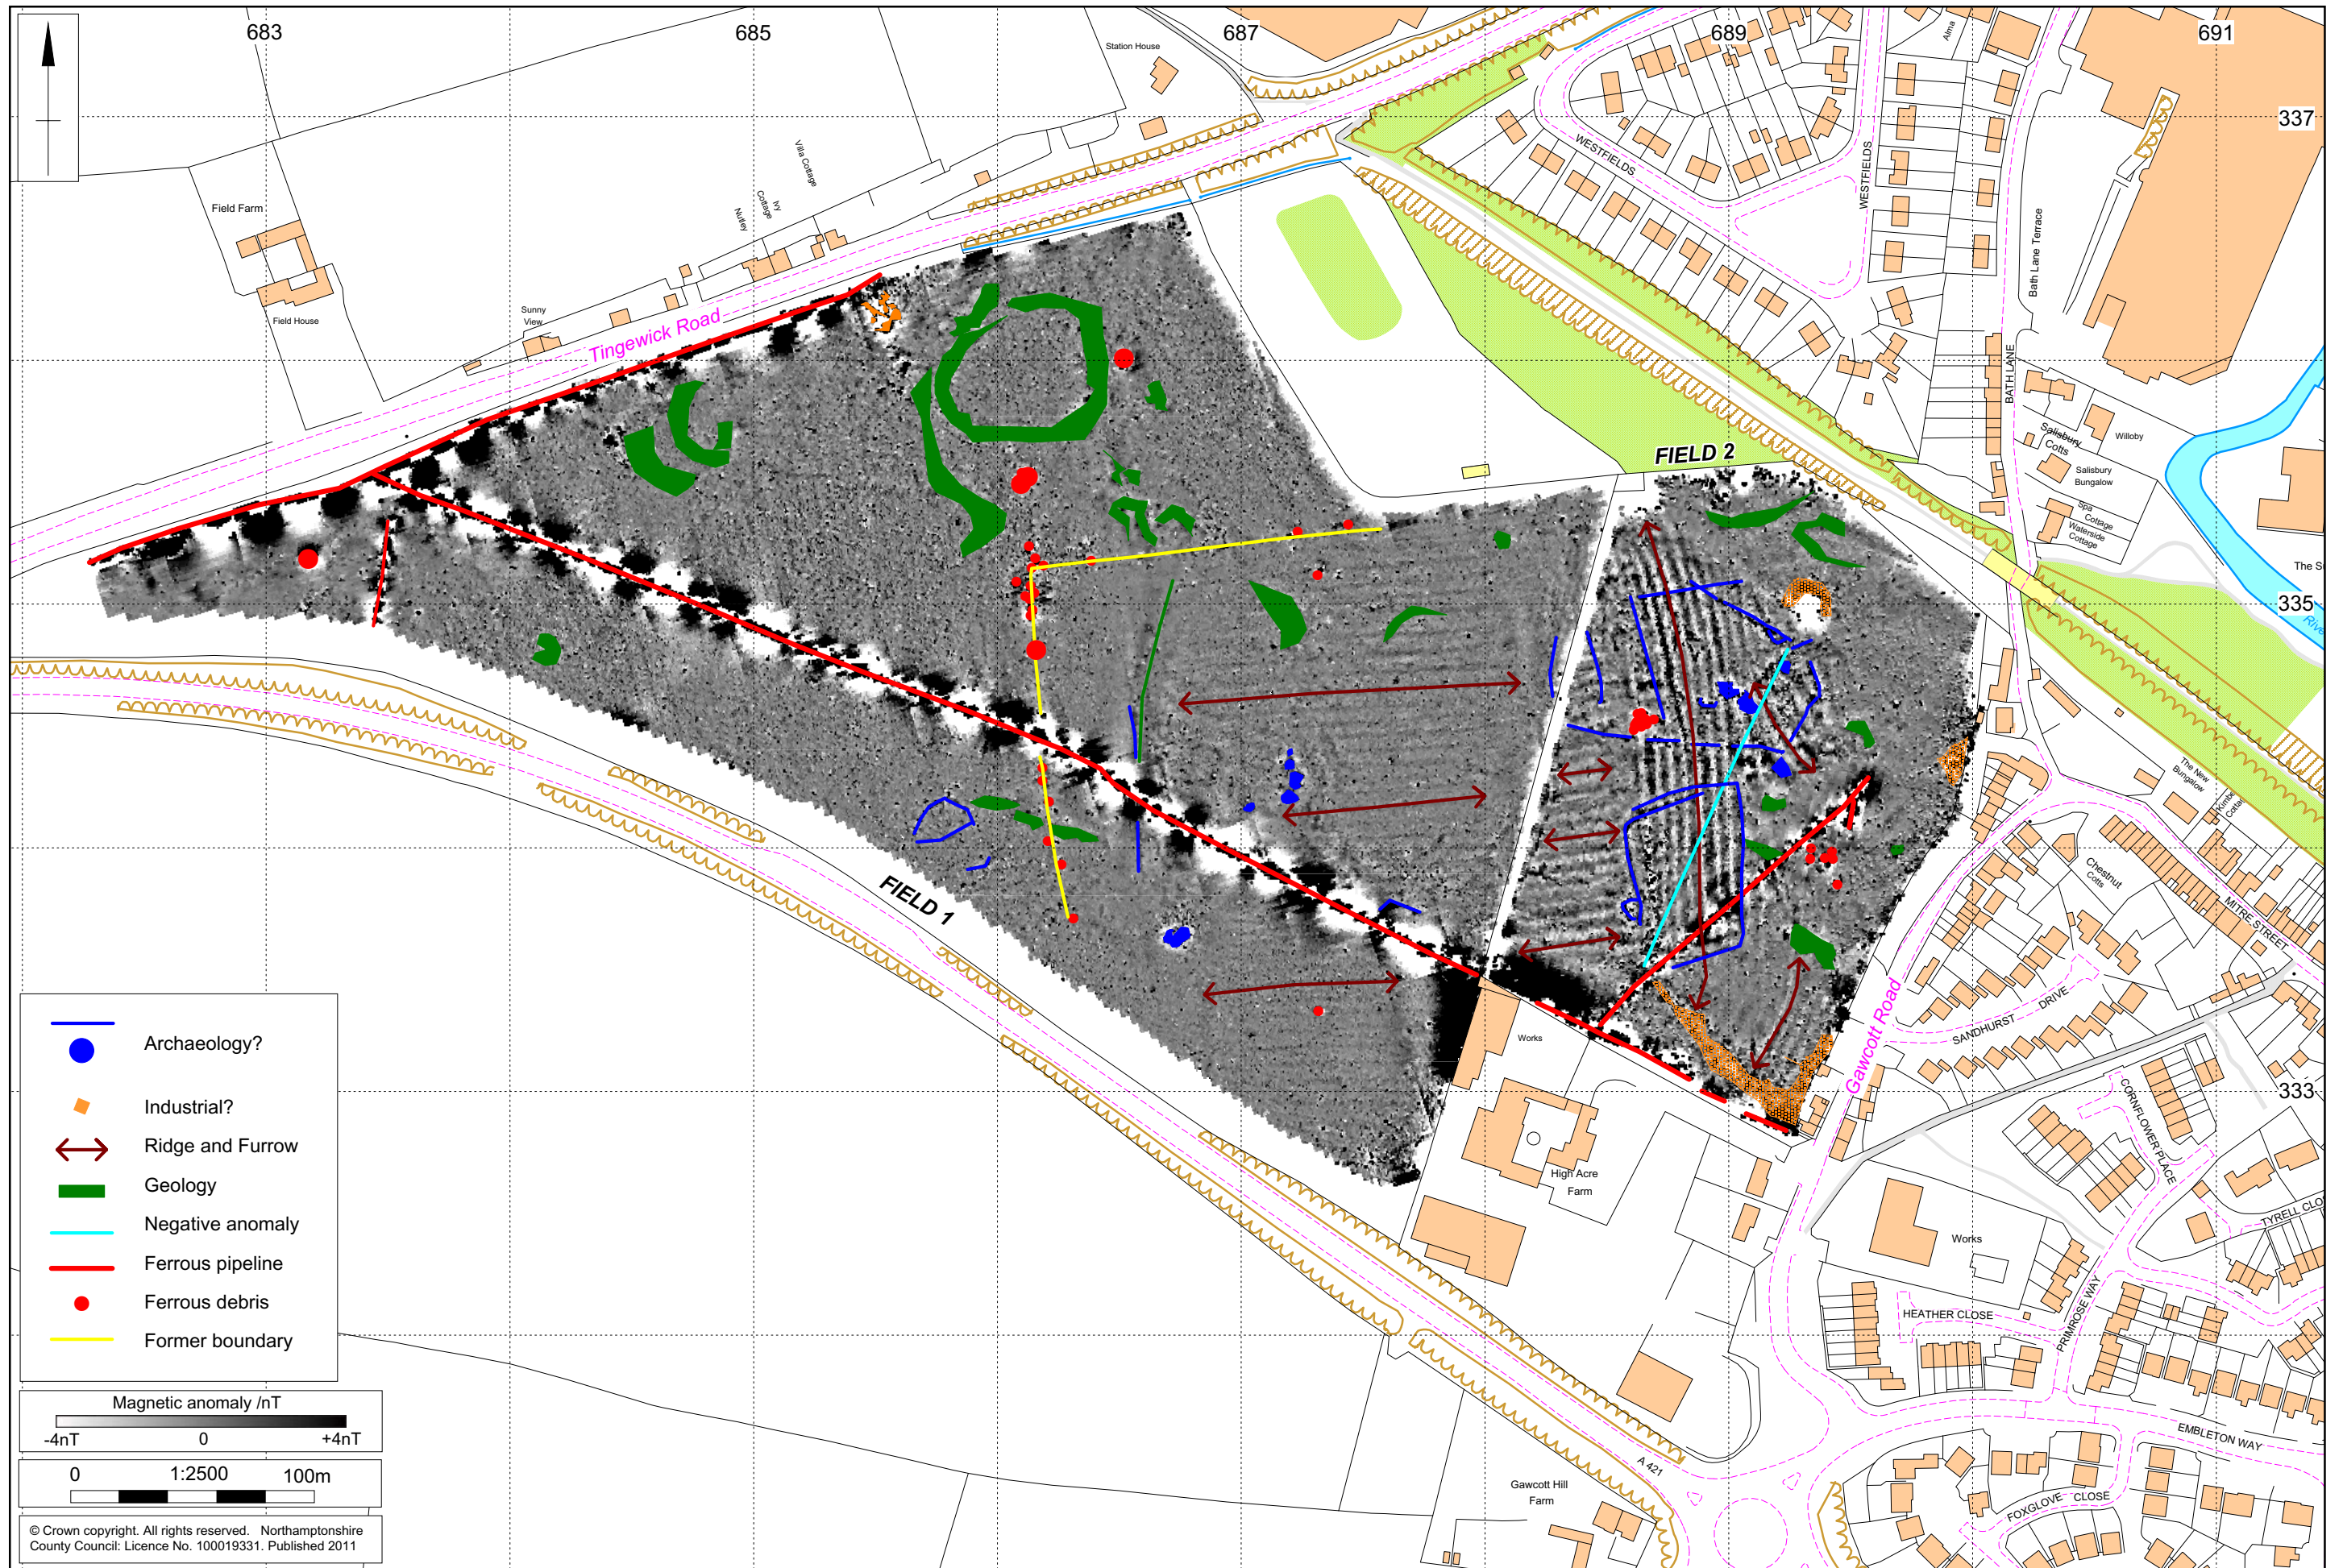 683
685
687
689
691
Station House
Alma
337
WESTFIELDS
WESTFIELDS
Villa Cottage
Ivy
Cottage
Nutley
Field Farm
Field House
Sunny
View
Tingewick Road
Bath Lane Terrace
BATH LANE
Salisbury
Cotts
Willoby
Salisbury
Bungalow
Spa
Cottage
Waterside
Cottage
FIELD 2
335
The New
Bungalow
Chestnut
Cotts
MITRE STREET
FIELD 1
SANDHURST
DRIVE
Gawcott Road
Works
333
CORNFLOWER PLACE
High Acre
Farm
Works
HEATHER CLOSE
PRIMROSE WAY
EMBLETON WAY
A 421
Gawcott Hill
Farm
FOXGLOVE CLOSE
Archaeology?
Industrial?
Ridge and Furrow
Geology
Negative anomaly
Ferrous pipeline
Ferrous debris
Former boundary
Magnetic anomaly /nT
-4nT 0 +4nT
0 1:2500 100m
© Crown copyright. All rights reserved. Northamptonshire
County Council: Licence No. 100019331. Published 2011